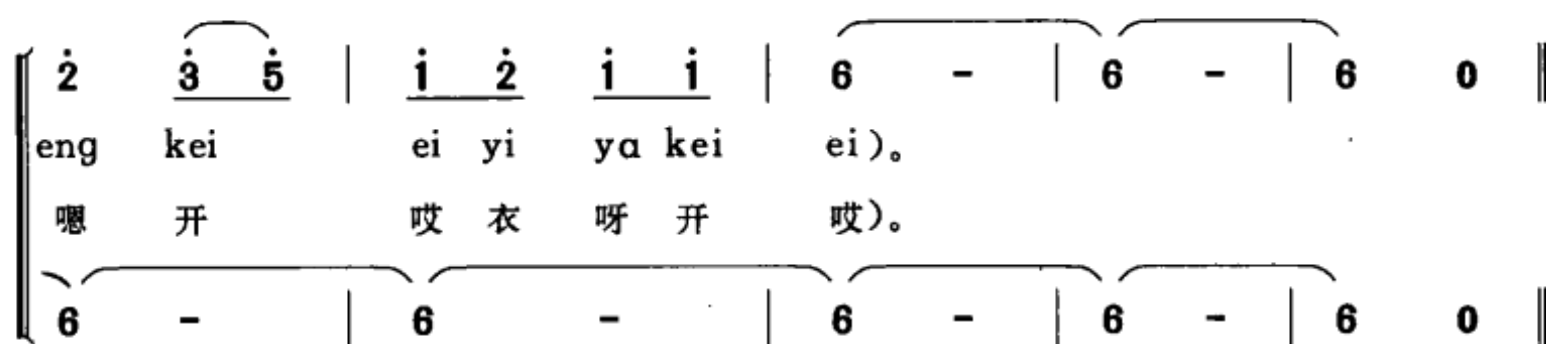 2̇ 3̇ 5̇ | 1̇ 2̇ 1̇ 1̇ | 6 - | 6 - | 6 0 ‖
eng kei ei yi ya kei ei）。
嗯 开 哎 衣 呀 开 哎）。
6 - | 6 - | 6 - | 6 - | 6 0 ‖